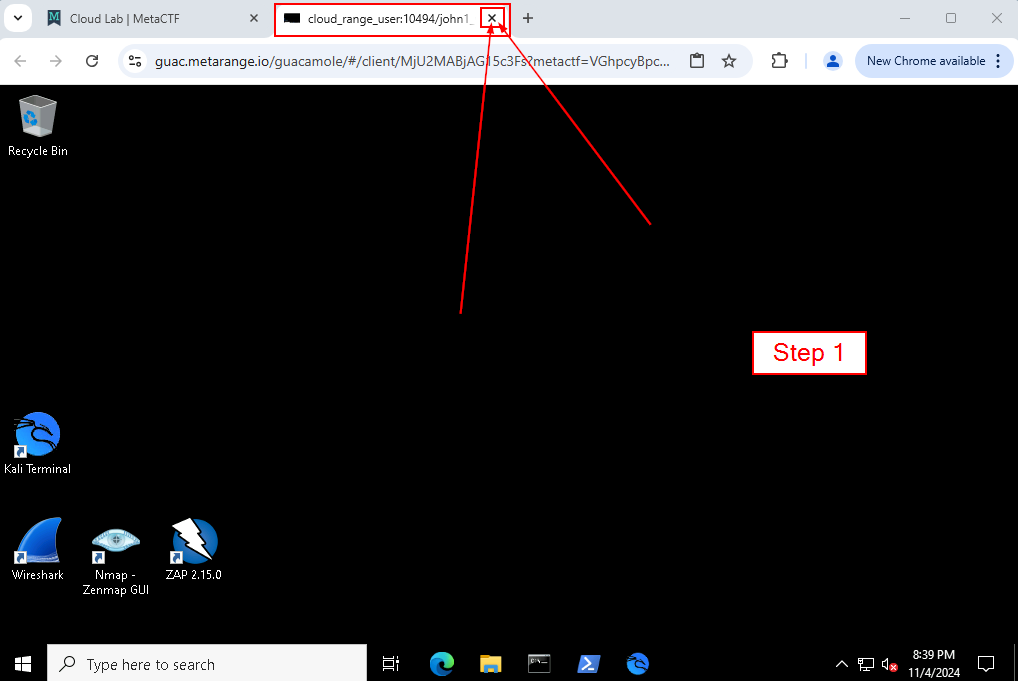 Cloud Lab | MetaCTF
cloud_range_user:10494/john1_
guac.metarange.io/guacamole/#/client/MjU2MABjAG15c3Fs?metactf=VGhpcyBpc...
New Chrome available
Recycle Bin
Step 1
Kali Terminal
Wireshark
Nmap -
Zenmap GUI
ZAP 2.15.0
Type here to search
8:39 PM
11/4/2024